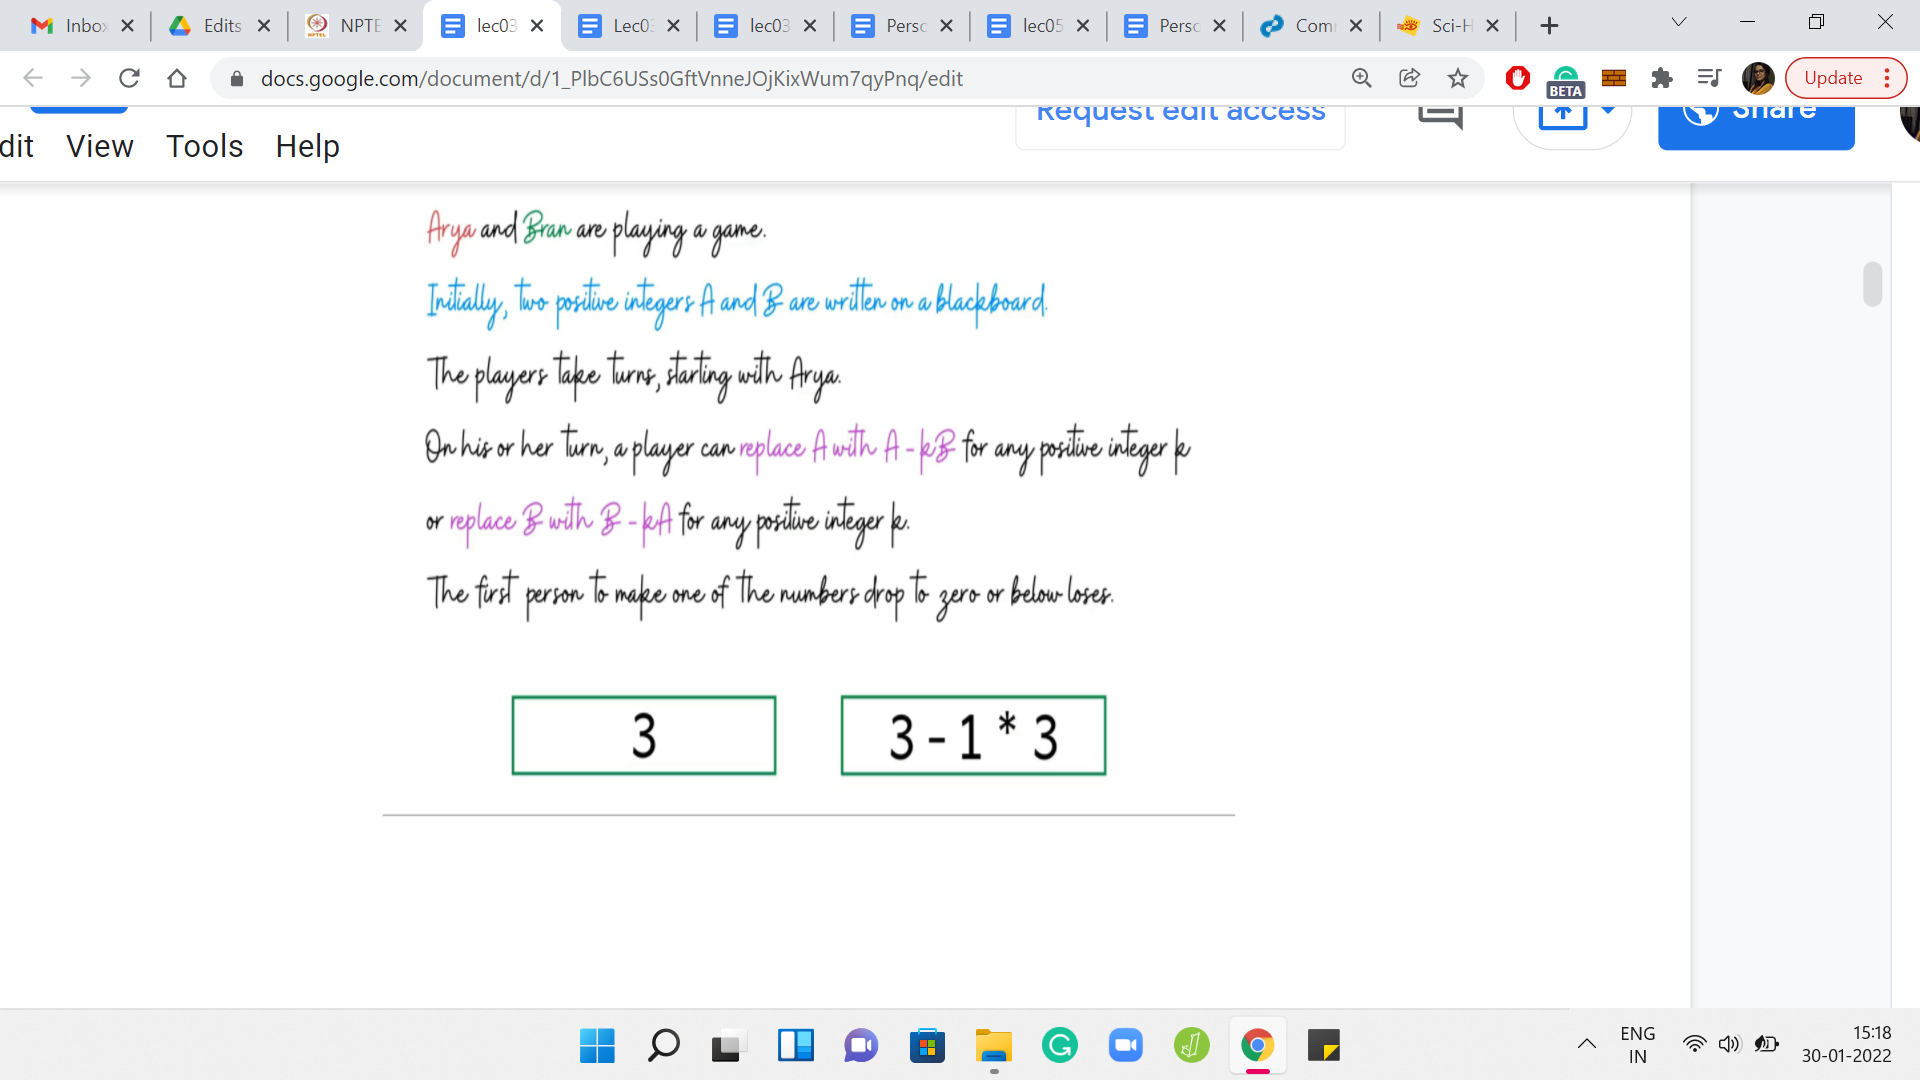 Inbox
Edits
NPTE
lec03
Lec03
lec03
Perso
lec05
Perso
Com
Sci-H
docs.google.com/document/d/1_PlbC6USs0GftVnneJOjKixWum7qyPnq/edit
BETA
Update
Request edit access
Share
dit View Tools Help
Arya and Bran are playing a game.
Initially, two positive integers A and B are written on a blackboard.
The players take turns, starting with Arya.
On his or her turn, a player can replace A with A - kB for any positive integer k
or replace B with B - kA for any positive integer k.
The first person to make one of the numbers drop to zero or below loses.
3
3 - 1 * 3
ENG
IN
15:18
30-01-2022